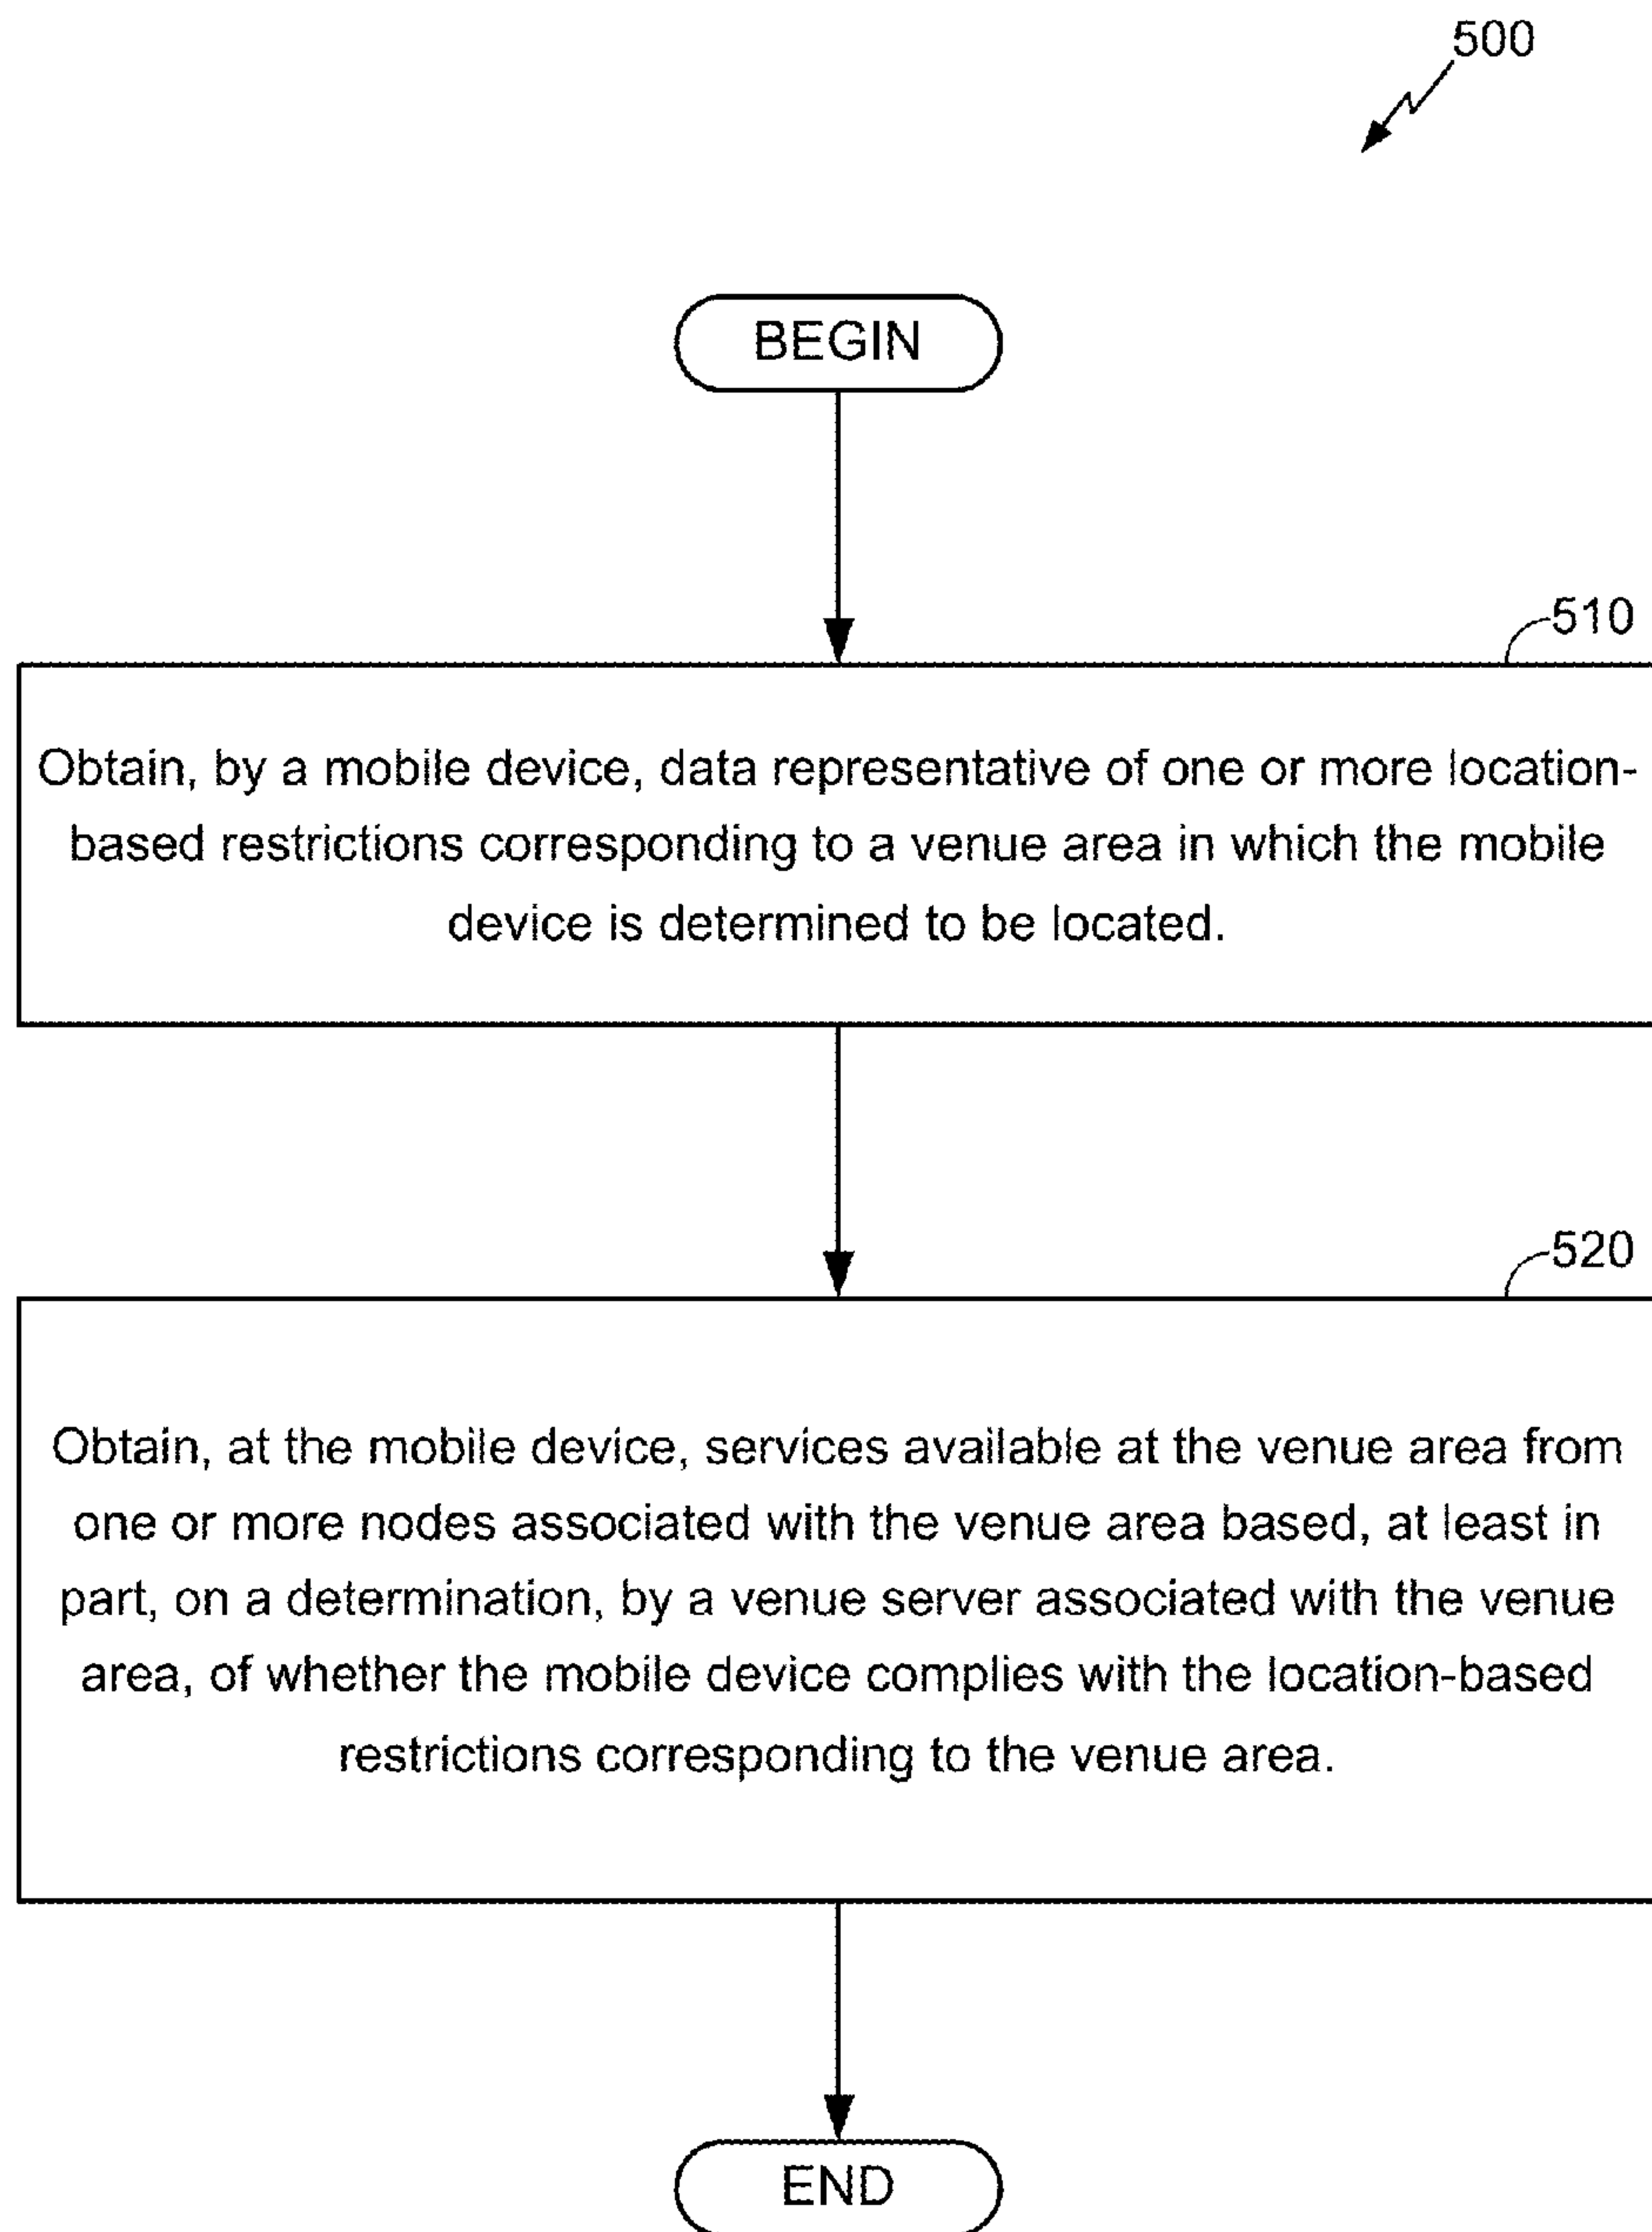 500
BEGIN
510
Obtain, by a mobile device, data representative of one or more location-
based restrictions corresponding to a venue area in which the mobile
device is determined to be located.
520
Obtain, at the mobile device, services available at the venue area from
one or more nodes associated with the venue area based, at least in
part, on a determination, by a venue server associated with the venue
area, of whether the mobile device complies with the location-based
restrictions corresponding to the venue area.
END